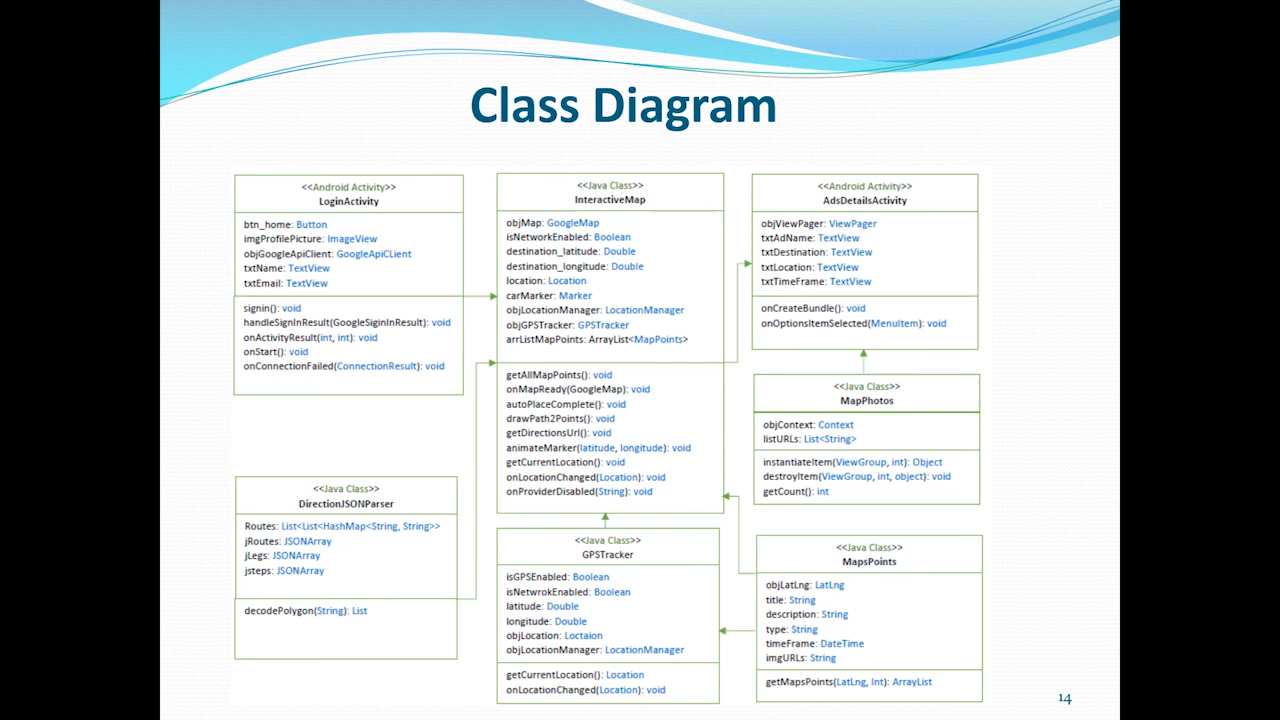 Class Diagram
<<Android Activity>>
LoginActivity
btn_home: Button
imgProfilePicture: ImageView
objGoogleApiClient: GoogleApiCLient
txtName: TextView
txtEmail: TextView
signin(): void
handleSignInResult(GoogleSiginInResult): void
onActivityResult(int, int): void
onStart(): void
onConnectionFailed(ConnectionResult): void
<<Java Class>>
InteractiveMap
objMap: GoogleMap
isNetworkEnabled: Boolean
destination_latitude: Double
destination_longitude: Double
location: Location
carMarker: Marker
objLocationManager: LocationManager
objGPSTracker: GPSTracker
arrListMapPoints: ArrayList<MapPoints>
getAllMapPoints(): void
onMapReady(GoogleMap): void
autoPlaceComplete(): void
drawPath2Points(): void
getDirectionsUrl(): void
animateMarker(latitude, longitude): void
getCurrentLocation(): void
onLocationChanged(Location): void
onProviderDisabled(String): void
<<Android Activity>>
AdsDetailsActivity
objViewPager: ViewPager
txtAdName: TextView
txtDestination: TextView
txtLocation: TextView
txtTimeFrame: TextView
onCreateBundle(): void
onOptionsItemSelected(MenuItem): void
<<Java Class>>
MapPhotos
objContext: Context
listURLs: List<String>
instantiateItem(ViewGroup, int): Object
destroyItem(ViewGroup, int, object): void
getCount(): int
<<Java Class>>
DirectionJSONParser
Routes: List<List<HashMap<String, String>>
jRoutes: JSONArray
jLegs: JSONArray
jsteps: JSONArray
decodePolygon(String): List
<<Java Class>>
GPSTracker
isGPSEnabled: Boolean
isNetwrokEnabled: Boolean
latitude: Double
longitude: Double
objLocation: Loctaion
objLocationManager: LocationManager
getCurrentLocation(): Location
onLocationChanged(Location): void
<<Java Class>>
MapsPoints
objLatLng: LatLng
title: String
description: String
type: String
timeFrame: DateTime
imgURLs: String
getMapsPoints(LatLng, Int): ArrayList
14